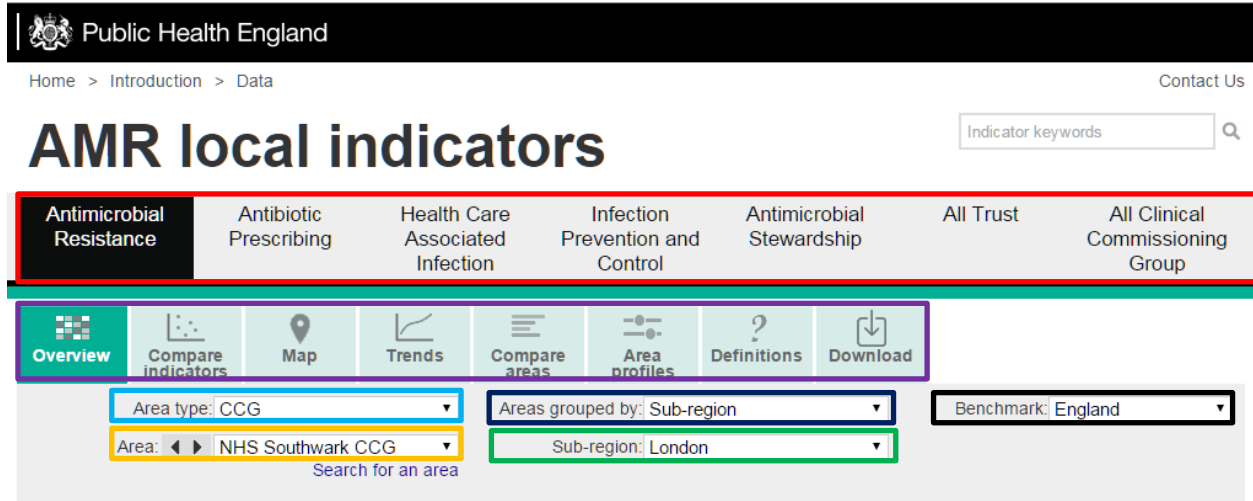 Public Health England
Home > Introduction > Data
Contact Us
AMR local indicators
Indicator keywords
Antimicrobial
Resistance
Antibiotic
Prescribing
Health Care
Associated
Infection
Infection
Prevention and
Control
Antimicrobial
Stewardship
All Trust
All Clinical
Commissioning
Group
Overview
Compare
indicators
Map
Trends
Compare
areas
Area
profiles
?
Definitions
Download
Area type: CCG
Areas grouped by: Sub-region
Benchmark: England
Area: NHS Southwark CCG
Sub-region: London
Search for an area